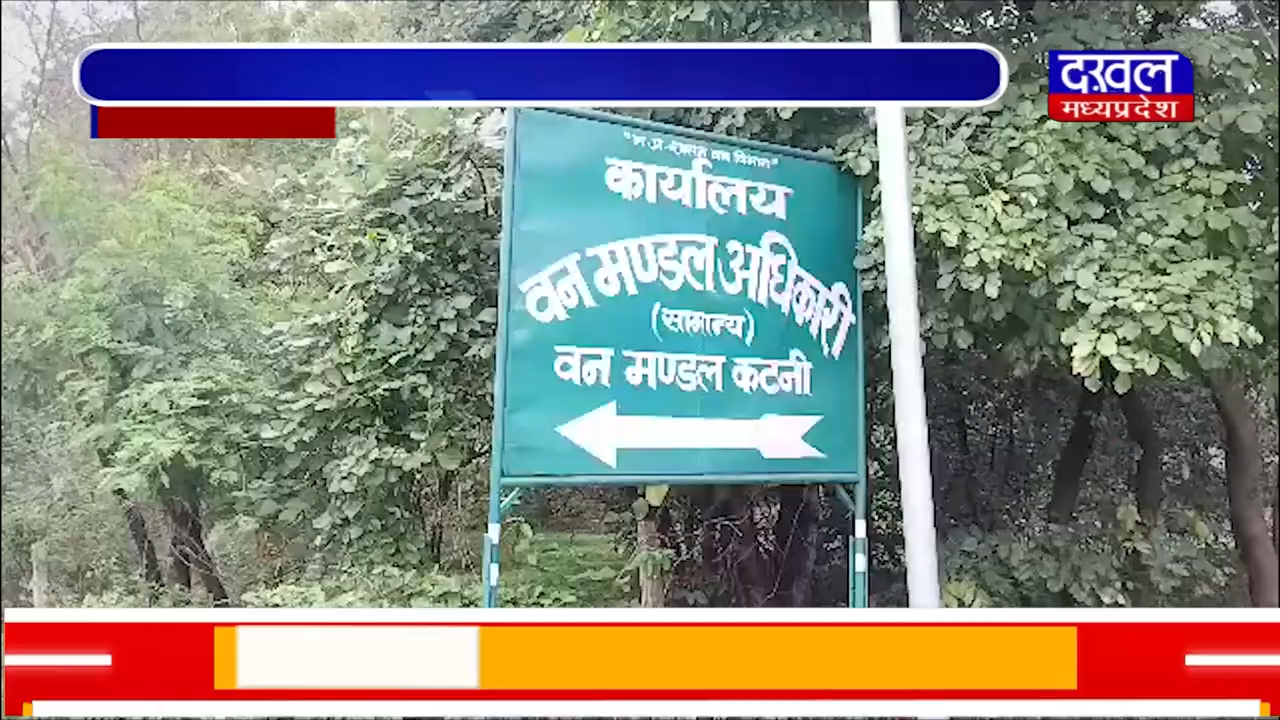 दख़ल
मध्यप्रदेश
कार्यालय
वन मण्डल अधिकारी
(सामान्य)
वन मण्डल कटनी